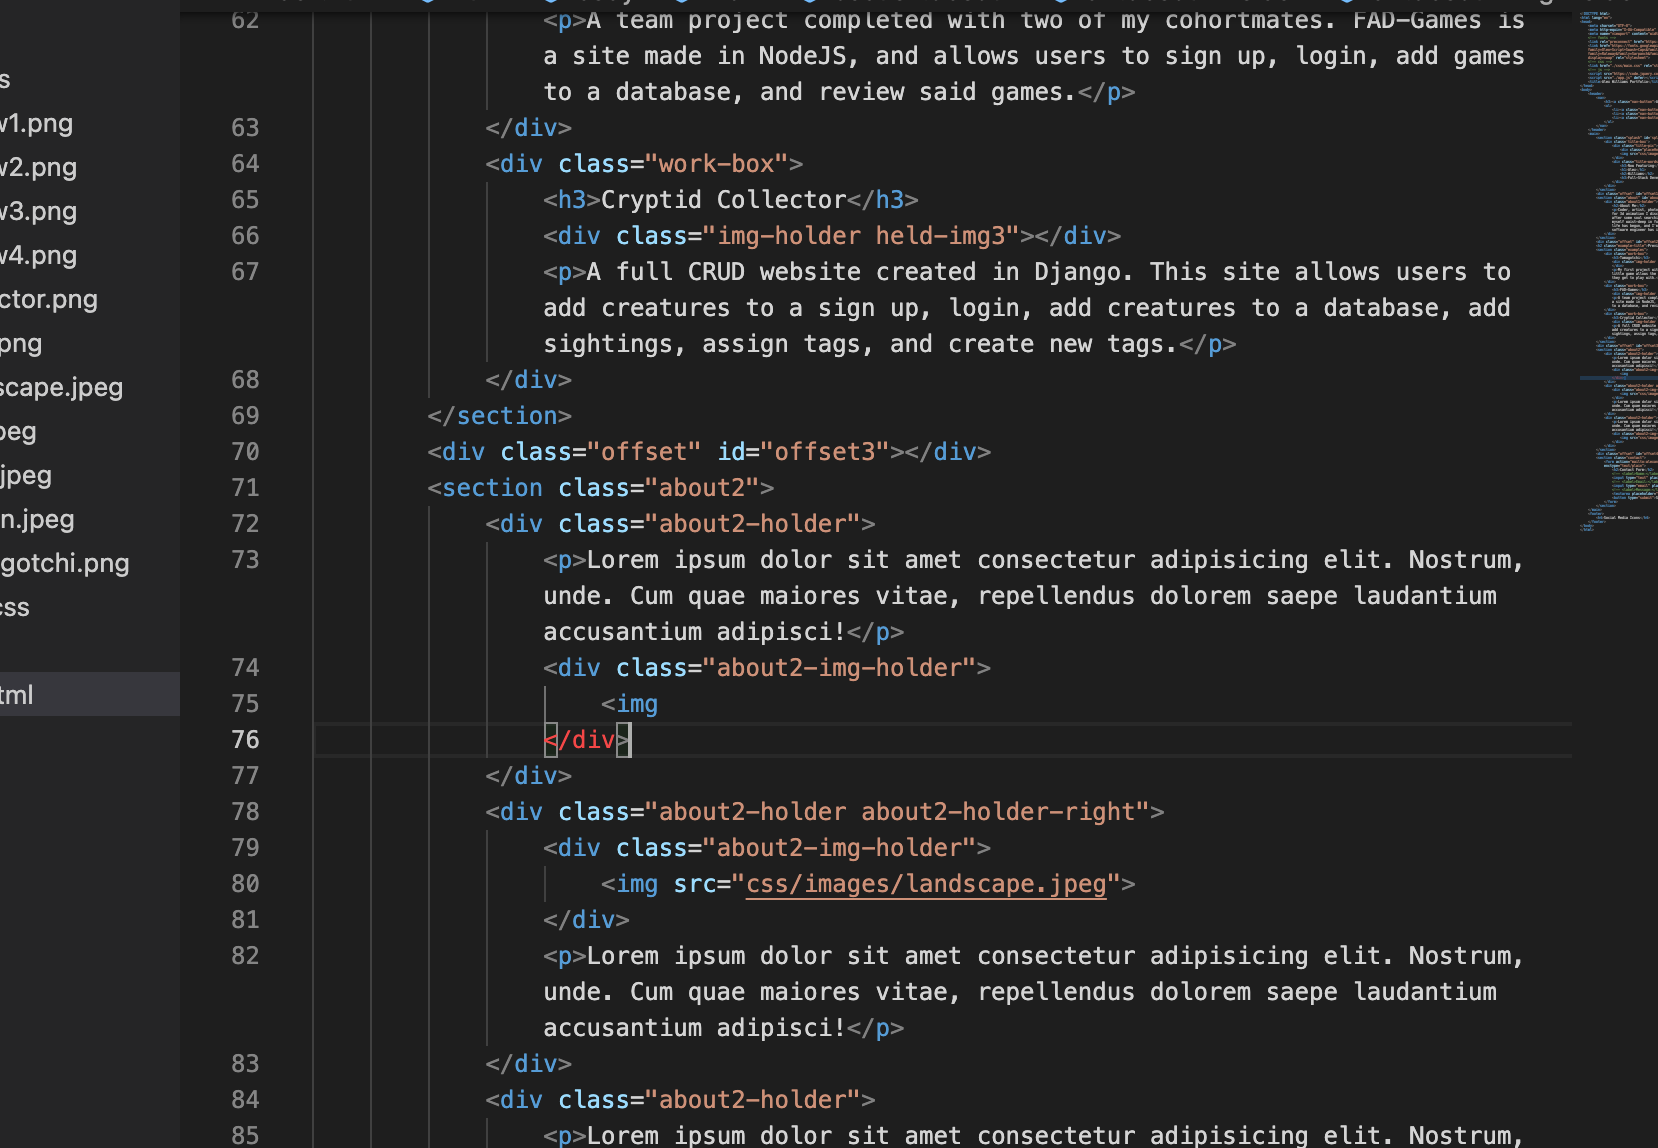 s
w1.png
w2.png
w3.png
w4.png
ctor.png
png
scape.jpeg
peg
jpeg
n.jpeg
gotchi.png
css
tml
62 <p>A team project completed with two of my cohortmates. FAD-Games is
a site made in NodeJS, and allows users to sign up, login, add games
to a database, and review said games.</p>
63 </div>
64 <div class="work-box">
65 <h3>Cryptid Collector</h3>
66 <div class="img-holder held-img3"></div>
67 <p>A full CRUD website created in Django. This site allows users to
add creatures to a sign up, login, add creatures to a database, add
sightings, assign tags, and create new tags.</p>
68 </div>
69 </section>
70 <div class="offset" id="offset3"></div>
71 <section class="about2">
72 <div class="about2-holder">
73 <p>Lorem ipsum dolor sit amet consectetur adipisicing elit. Nostrum,
unde. Cum quae maiores vitae, repellendus dolorem saepe laudantium
accusantium adipisci!</p>
74 <div class="about2-img-holder">
75 <img
76 </div>
77 </div>
78 <div class="about2-holder about2-holder-right">
79 <div class="about2-img-holder">
80 <img src="css/images/landscape.jpeg">
81 </div>
82 <p>Lorem ipsum dolor sit amet consectetur adipisicing elit. Nostrum,
unde. Cum quae maiores vitae, repellendus dolorem saepe laudantium
accusantium adipisci!</p>
83 </div>
84 <div class="about2-holder">
85 <p>Lorem ipsum dolor sit amet consectetur adipisicing elit. Nostrum,